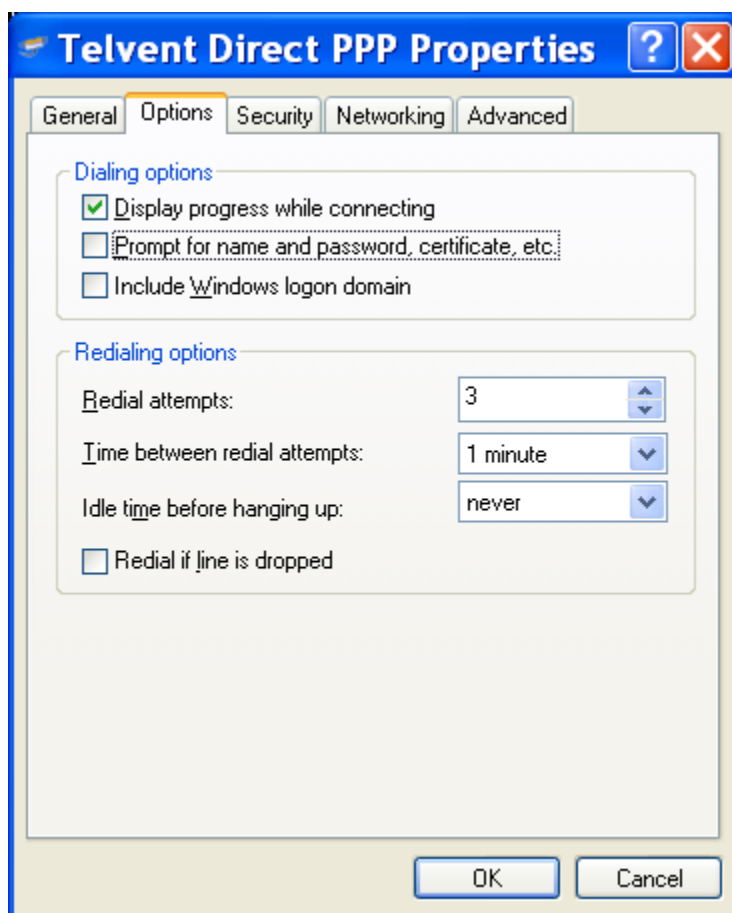 Telvent Direct PPP Properties
General Options Security Networking Advanced
Dialing options
Display progress while connecting
Prompt for name and password, certificate, etc.
Include Windows logon domain
Redialing options
Redial attempts: 3
Time between redial attempts: 1 minute
Idle time before hanging up: never
Redial if line is dropped
OK Cancel